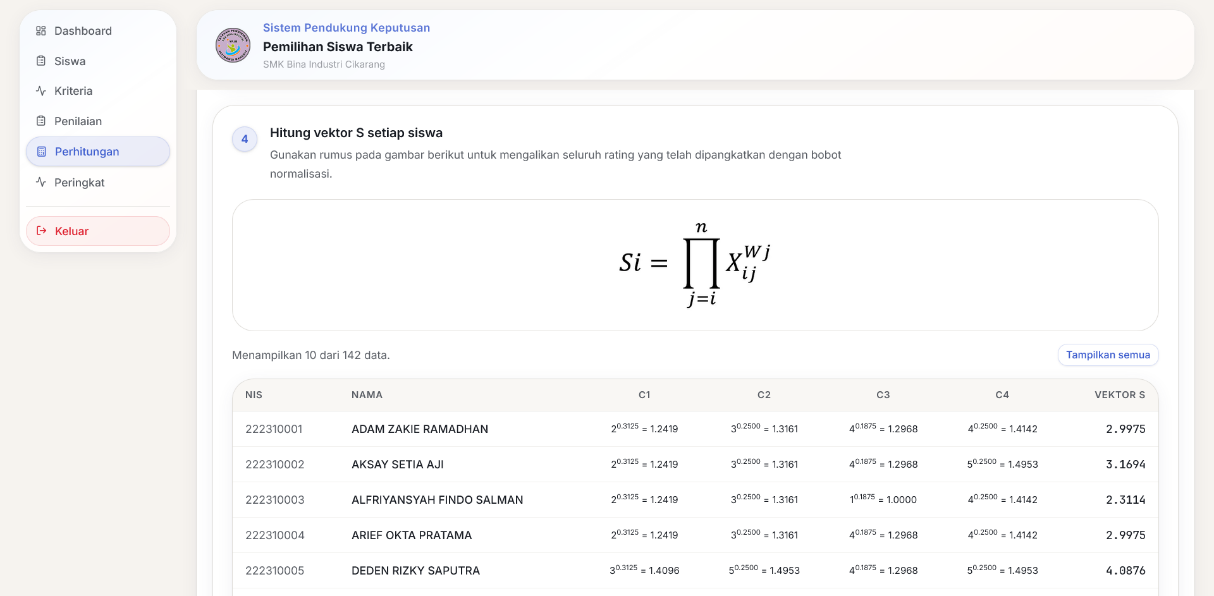 Dashboard
Siswa
Kriteria
Penilaian
Perhitungan
Peringkat
Keluar
Sistem Pendukung Keputusan
Pemilihan Siswa Terbaik
SMK Bina Industri Cikarang
4
Hitung vektor S setiap siswa
Gunakan rumus pada gambar berikut untuk mengalikan seluruh rating yang telah dipangkatkan dengan bobot
normalisasi.
Si = ∏_{j=i}^{n} X_{ij}^{Wj}
Menampilkan 10 dari 142 data.
Tampilkan semua
NIS NAMA C1 C2 C3 C4 VEKTOR S
222310001 ADAM ZAKIE RAMADHAN 2^0.3125 = 1.2419 3^0.2500 = 1.3161 4^0.1875 = 1.2968 4^0.2500 = 1.4142 2.9975
222310002 AKSAY SETIA AJI 2^0.3125 = 1.2419 3^0.2500 = 1.3161 4^0.1875 = 1.2968 5^0.2500 = 1.4953 3.1694
222310003 ALFRIYANSYAH FINDO SALMAN 2^0.3125 = 1.2419 3^0.2500 = 1.3161 1^0.1875 = 1.0000 4^0.2500 = 1.4142 2.3114
222310004 ARIEF OKTA PRATAMA 2^0.3125 = 1.2419 3^0.2500 = 1.3161 4^0.1875 = 1.2968 4^0.2500 = 1.4142 2.9975
222310005 DEDEN RIZKY SAPUTRA 3^0.3125 = 1.4096 5^0.2500 = 1.4953 4^0.1875 = 1.2968 5^0.2500 = 1.4953 4.0876